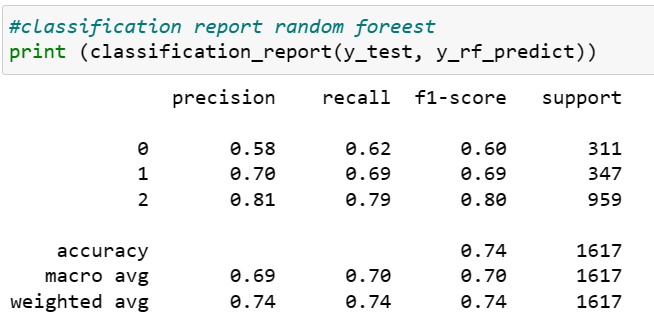 #classification report random foreest
print (classification_report(y_test, y_rf_predict))
precision recall f1-score support
0 0.58 0.62 0.60 311
1 0.70 0.69 0.69 347
2 0.81 0.79 0.80 959
accuracy 0.74 1617
macro avg 0.69 0.70 0.70 1617
weighted avg 0.74 0.74 0.74 1617